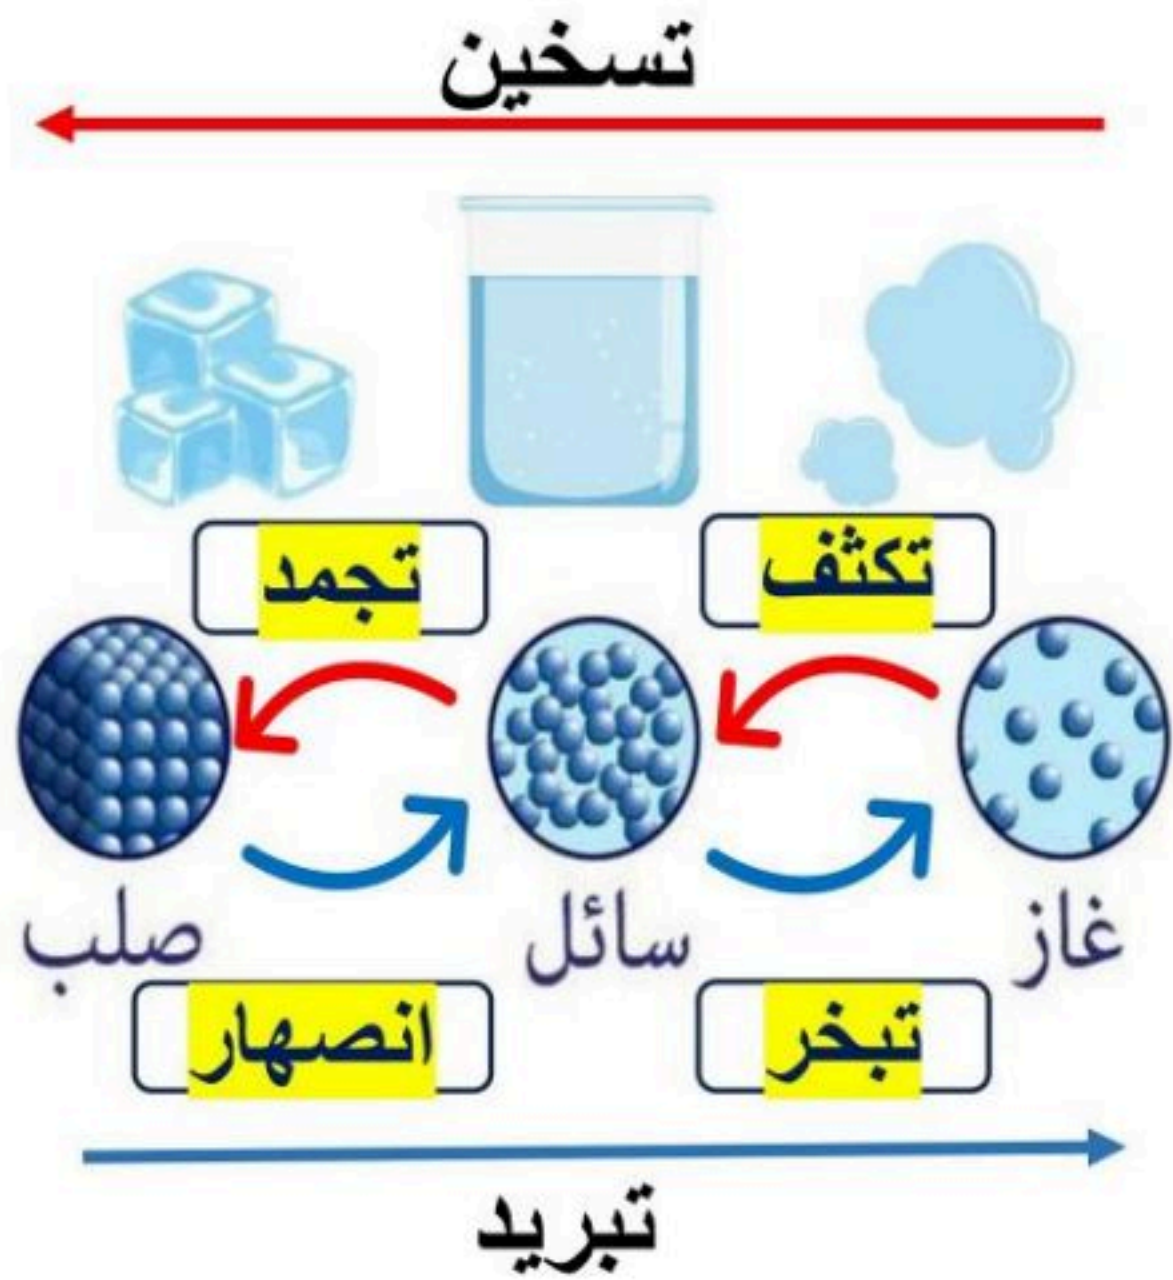 تسخين
تكثف
تجمد
غاز
سائل
صلب
تبخر
انصهار
تبريد